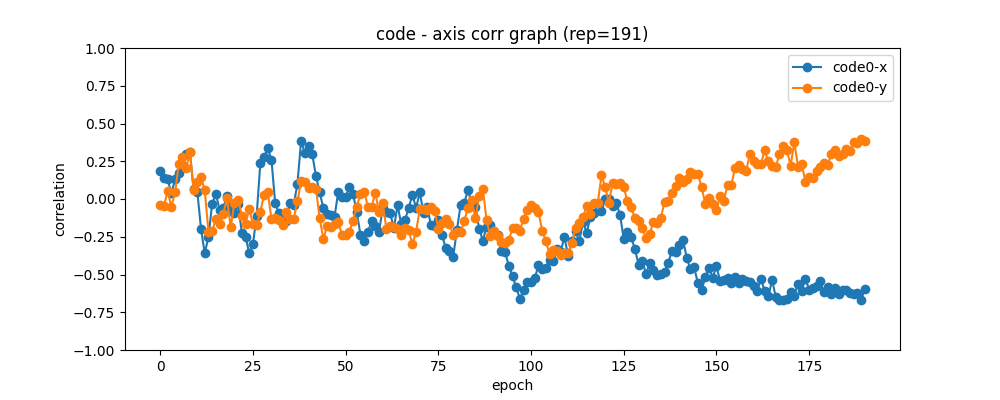 code - axis corr graph (rep=191)
1.00
0.75
0.50
0.25
0.00
−0.25
−0.50
−0.75
−1.00
correlation
code0-x
code0-y
0 25 50 75 100 125 150 175
epoch